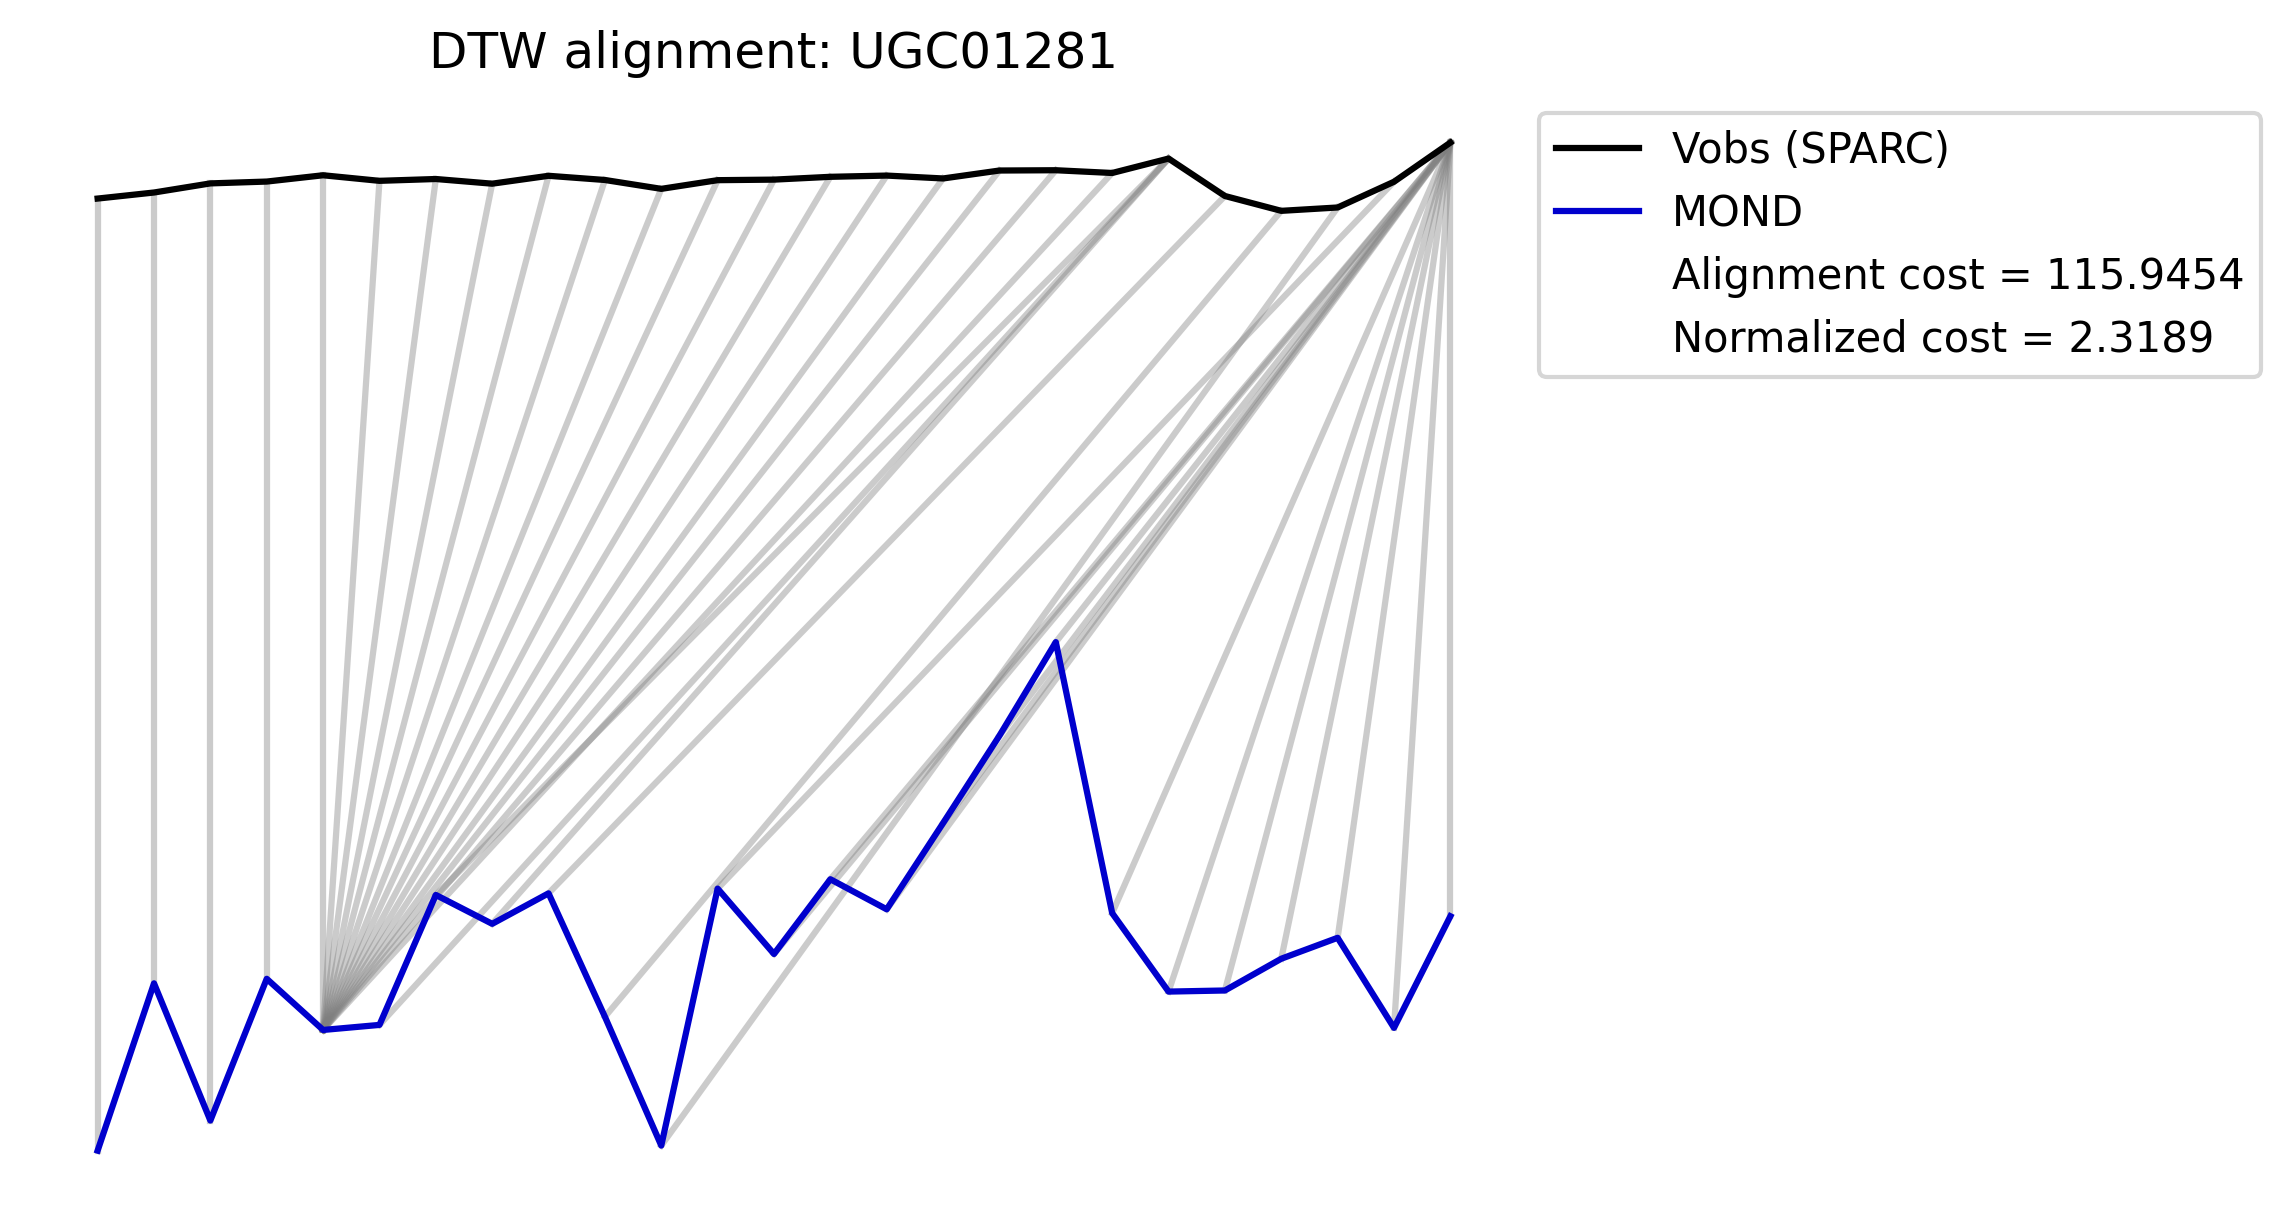 DTW alignment: UGC01281
Vobs (SPARC)
MOND
Alignment cost = 115.9454
Normalized cost = 2.3189